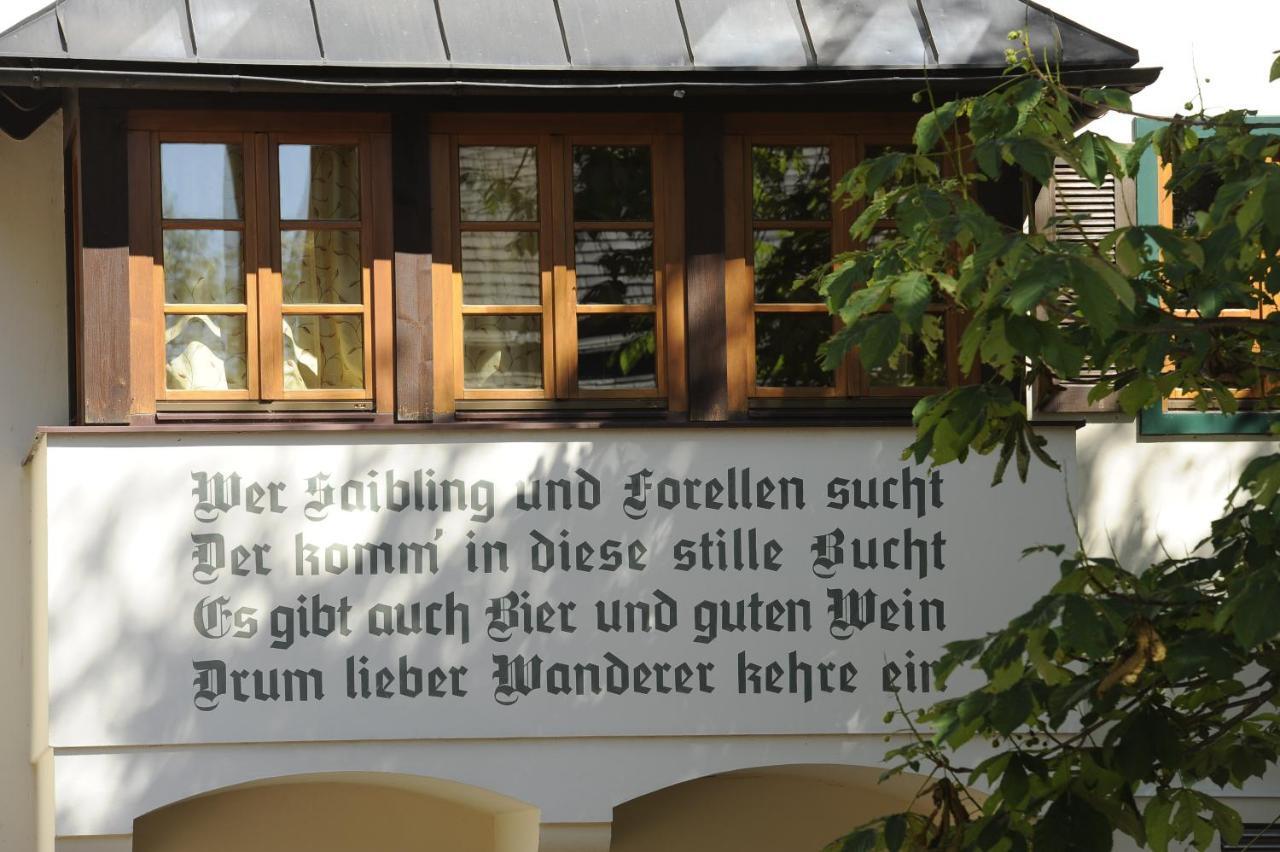 Wer Saibling und Forellen sucht
Der komm' in diese stille Bucht
Es gibt auch Bier und guten Wein
Drum lieber Wanderer kehre ein